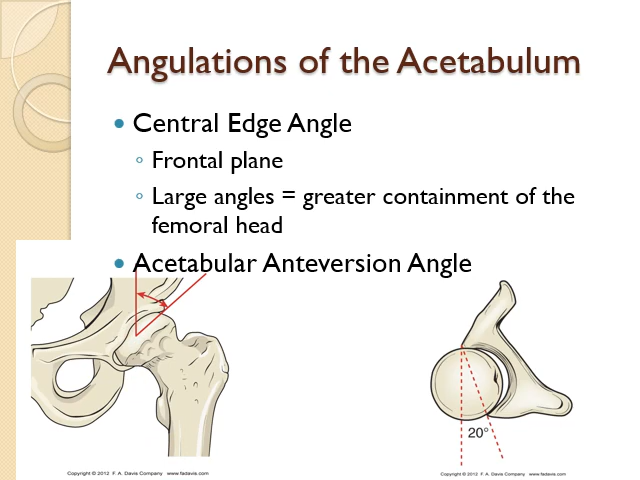 Angulations of the Acetabulum
• Central Edge Angle
◦ Frontal plane
◦ Large angles = greater containment of the
femoral head
• Acetabular Anteversion Angle
20°
Copyright © 2012 F. A. Davis Company www.fadavis.com
Copyright © 2012 F. A. Davis Company www.fadavis.com